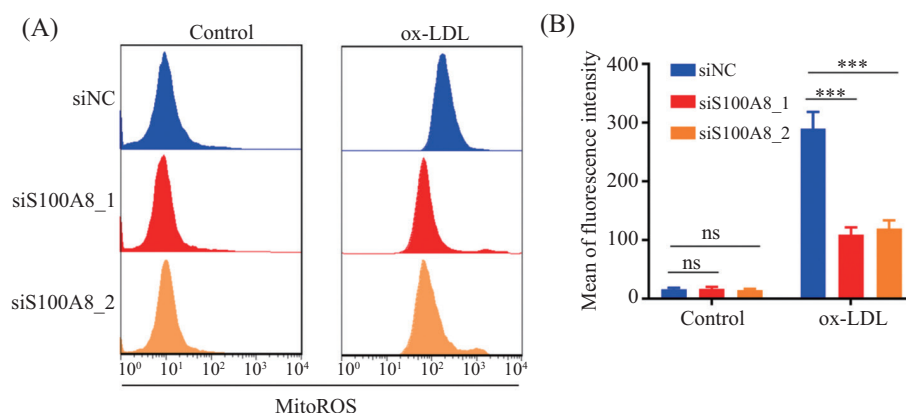 (A)
Control
ox-LDL
siNC
siS100A8_1
siS100A8_2
10⁰ 10¹ 10² 10³ 10⁴
10⁰ 10¹ 10² 10³ 10⁴
MitoROS
(B)
siNC
siS100A8_1
siS100A8_2
Mean of fluorescence intensity
400
300
200
100
0
ns
ns
***
***
Control
ox-LDL